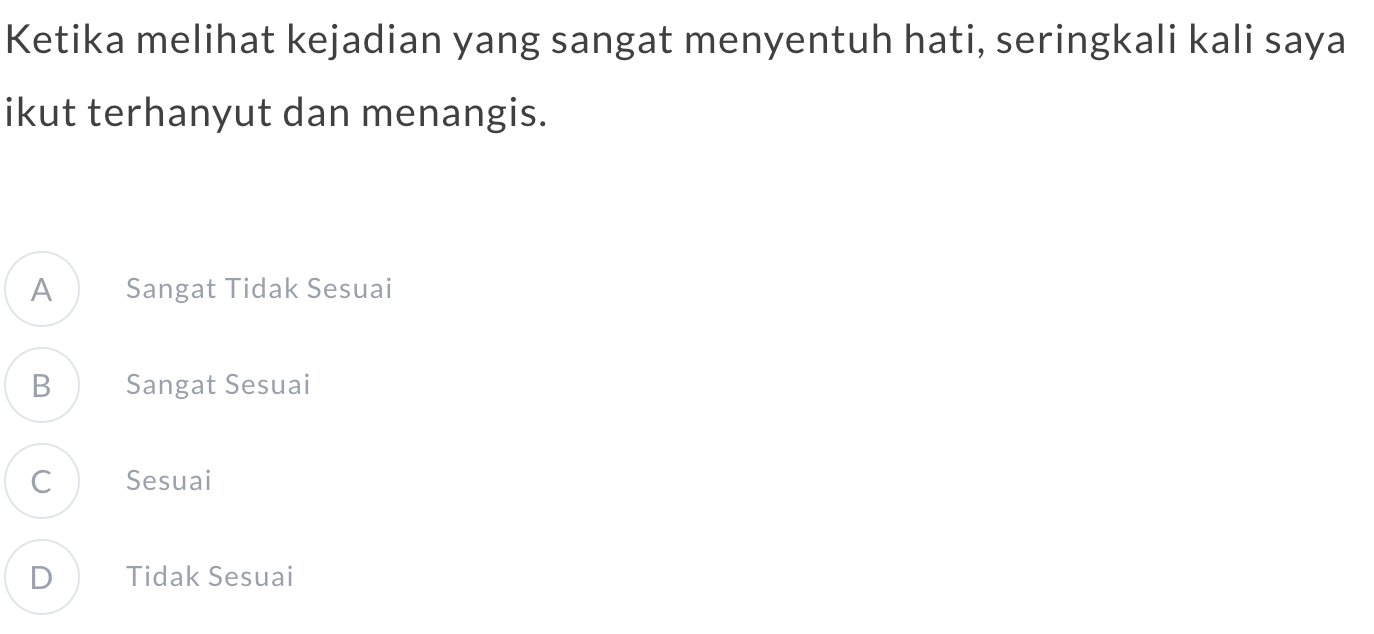 Ketika melihat kejadian yang sangat menyentuh hati, seringkali kali saya
ikut terhanyut dan menangis.
A Sangat Tidak Sesuai
B Sangat Sesuai
C Sesuai
D Tidak Sesuai